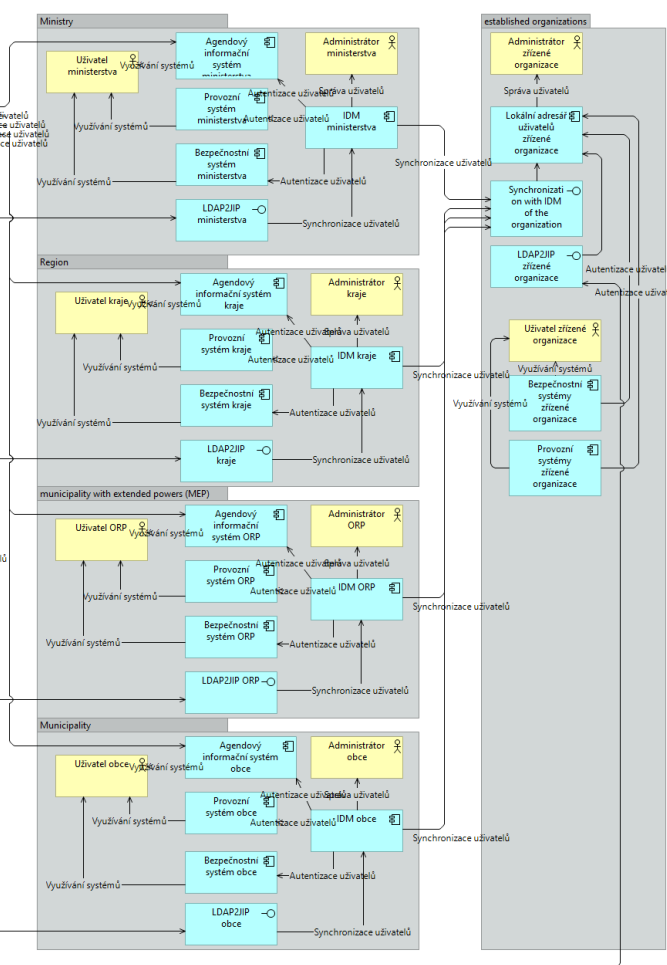 Ministry
Uživatel
ministerstva
Využívání systémů
Agendový
informační
systém
ministerstva
Administrátor
ministerstva
Autentizace uživatelů
Správa uživatelů
Provozní
systém
ministerstva
Autentizace uživatelů
IDM
ministerstva
Využívání systémů
Bezpečnostní
systém
ministerstva
Autentizace uživatelů
Využívání systémů
LDAP2JIP
ministerstva
Synchronizace uživatelů
Synchronizace uživatelů
uživatelů
ce uživatelů
Region
Uživatel kraje
Využívání systémů
Agendový
informační systém
kraje
Administrátor
kraje
Autentizace uživatelů
Správa uživatelů
Provozní
systém kraje
Autentizace uživatelů
IDM kraje
Využívání systémů
Synchronizace uživatelů
Bezpečnostní
systém kraje
Autentizace uživatelů
Využívání systémů
LDAP2JIP
kraje
Synchronizace uživatelů
municipality with extended powers (MEP)
Uživatel ORP
Využívání systémů
Agendový
informační
systém ORP
Administrátor
ORP
Autentizace uživatelů
Správa uživatelů
lů
Provozní
systém ORP
Autentizace uživatelů
IDM ORP
Využívání systémů
Synchronizace uživatelů
Bezpečnostní
systém ORP
Autentizace uživatelů
Využívání systémů
LDAP2JIP ORP
Synchronizace uživatelů
Municipality
Uživatel obce
Využívání systémů
Agendový
informační systém
obce
Administrátor
obce
Autentizace uživatelů
Správa uživatelů
Provozní
systém obce
Autentizace uživatelů
IDM obce
Využívání systémů
Synchronizace uživatelů
Bezpečnostní
systém obce
Autentizace uživatelů
Využívání systémů
LDAP2JIP
obce
Synchronizace uživatelů
established organizations
Administrátor
zřízené
organizace
Správa uživatelů
Lokální adresář
uživatelů
zřízené
organizace
Synchronizati
on with IDM
of the
organization
LDAP2JIP
zřízené
organizace
Autentizace uživatel
Autentizace uživat
Uživatel zřízené
organizace
Využívání systémů
Bezpečnostní
systémy
zřízené
organizace
Využívání systémů
Provozní
systémy
zřízené
organizace